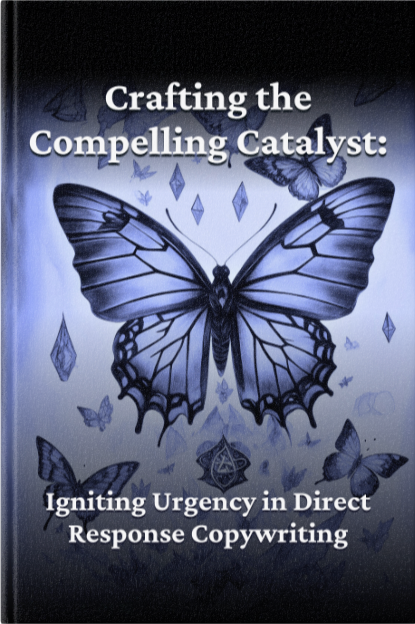 Crafting the
Compelling Catalyst:
Igniting Urgency in Direct
Response Copywriting